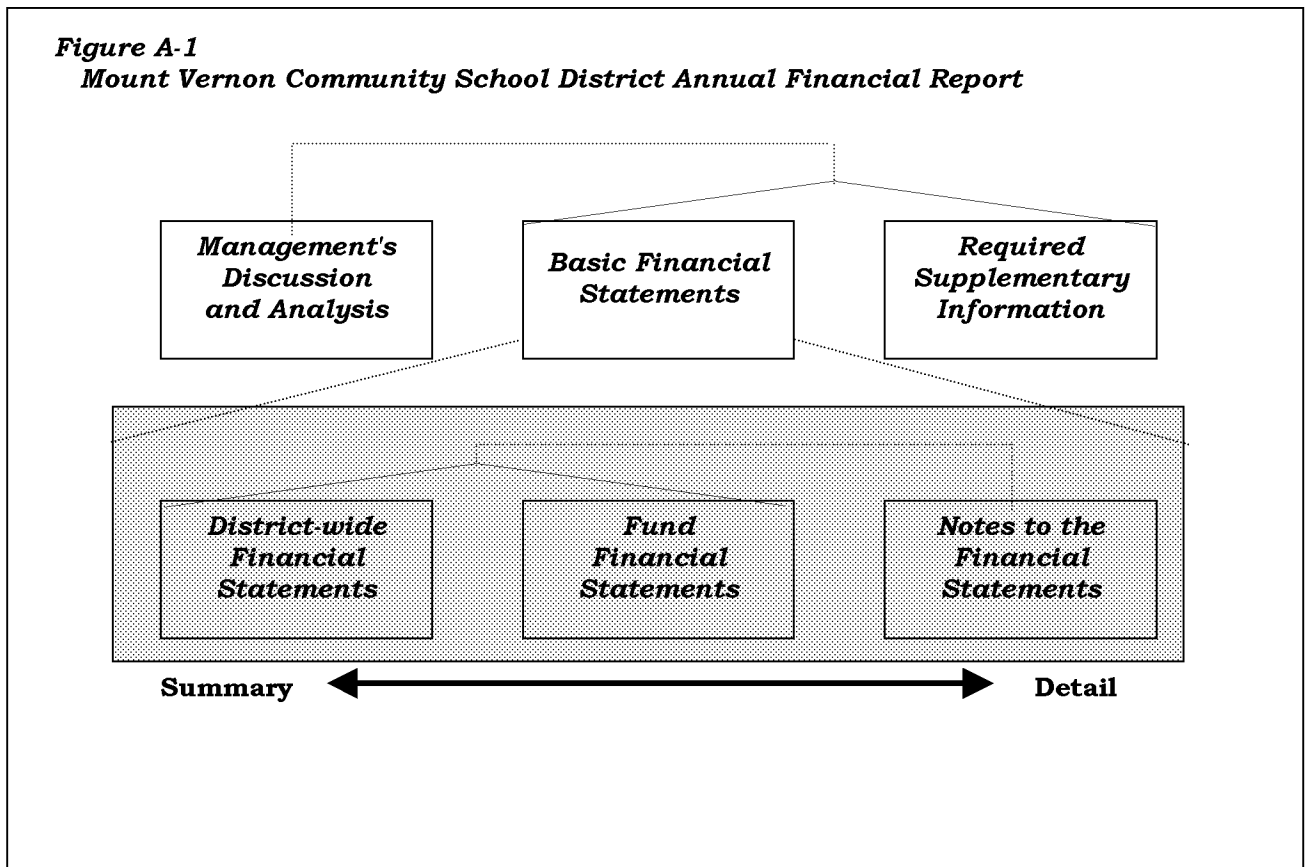 Figure A-1
Mount Vernon Community School District Annual Financial Report
Management's
Discussion
and Analysis
Basic Financial
Statements
Required
Supplementary
Information
District-wide
Financial
Statements
Fund
Financial
Statements
Notes to the
Financial
Statements
Summary
Detail